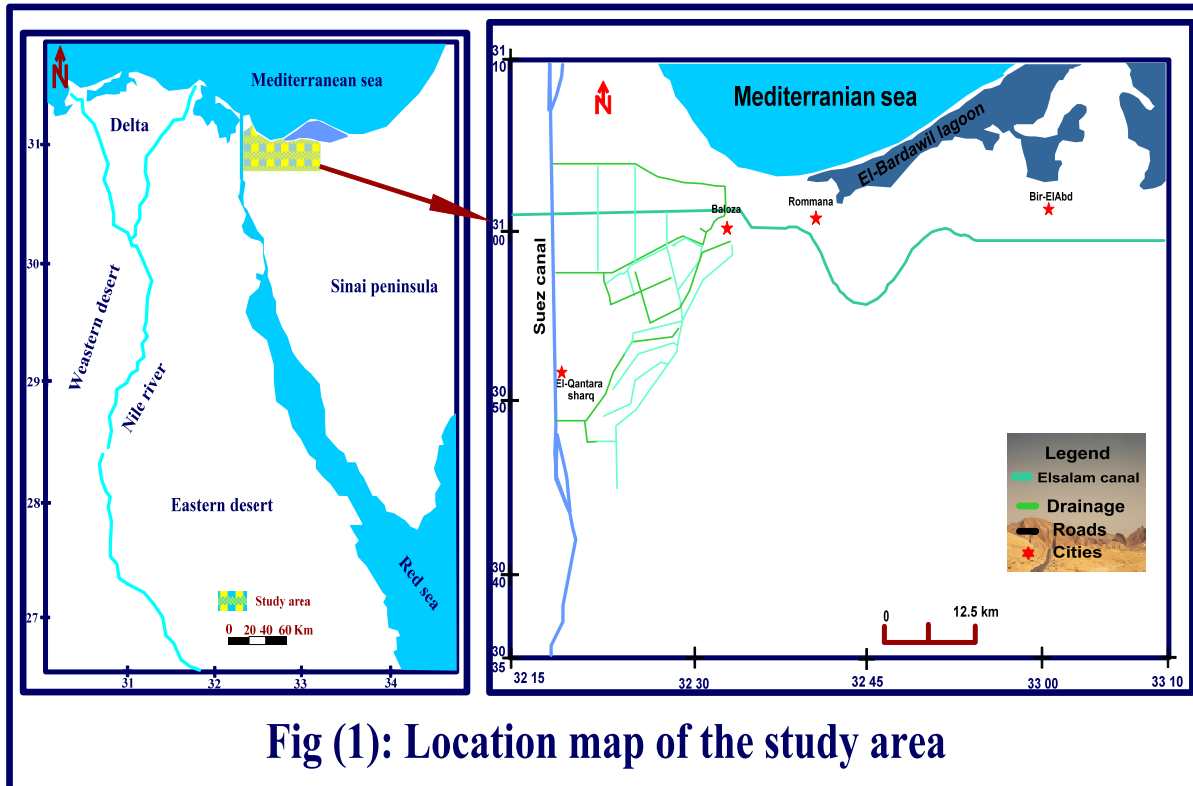 N
Mediterranean sea
Delta
31
30
29
28
27
Weastern desert
Nile river
Sinai peninsula
Eastern desert
Red sea
Study area
0 20 40 60 Km
31 32 33 34
31
10
31
00
30
50
30
40
30
35
N
Mediterranian sea
El-Bardawil lagoon
Baloza
Rommana
Bir-ElAbd
Suez canal
El-Qantara
sharq
Legend
Elsalam canal
Drainage
Roads
Cities
0 12.5 km
32 15 32 30 32 45 33 00 33 10
Fig (1): Location map of the study area